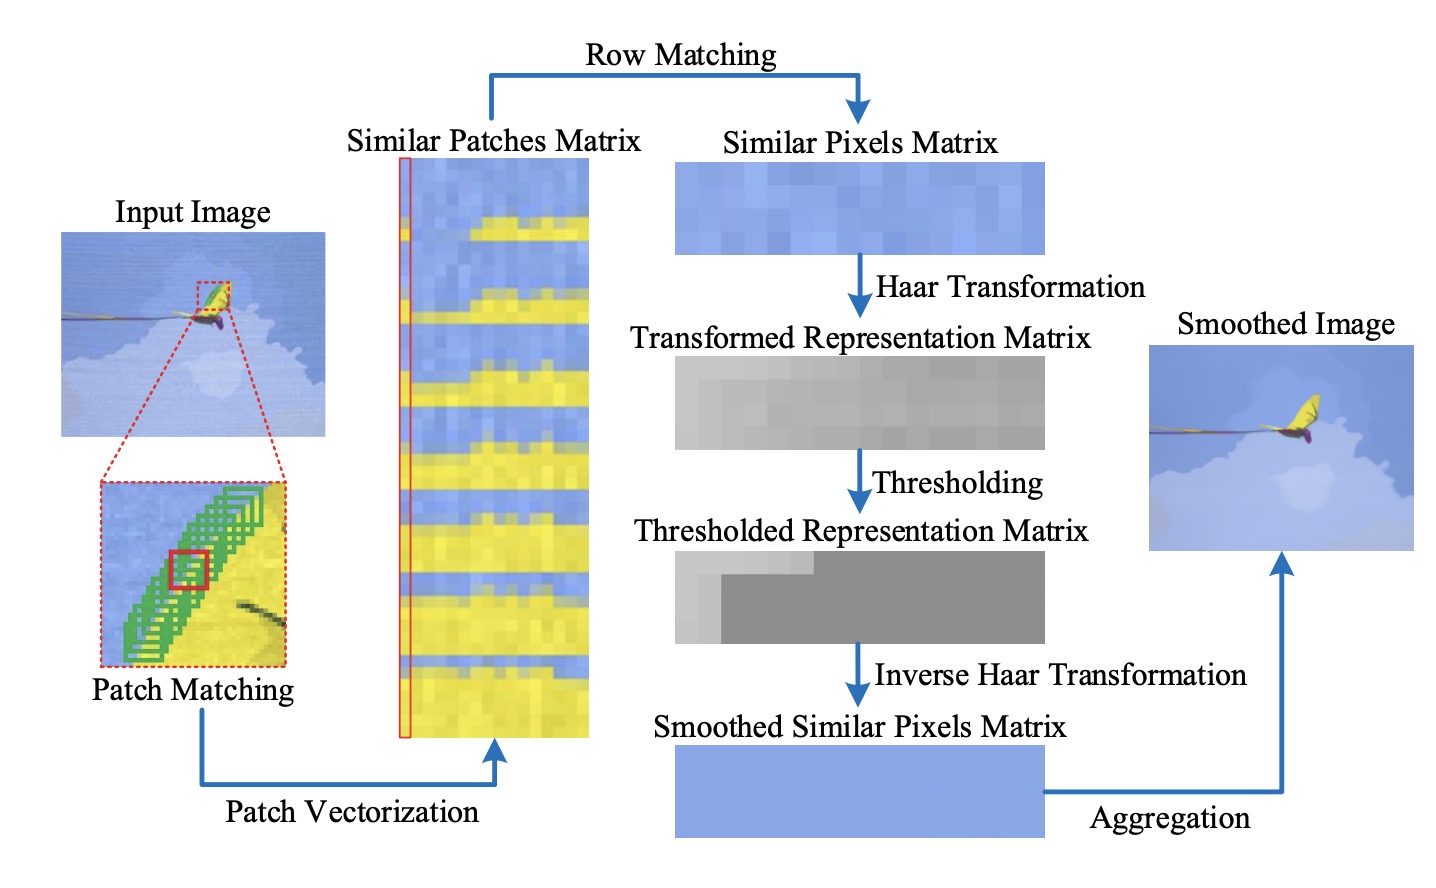 Row Matching
Similar Patches Matrix
Similar Pixels Matrix
Input Image
Haar Transformation
Transformed Representation Matrix
Smoothed Image
Thresholding
Thresholded Representation Matrix
Patch Matching
Inverse Haar Transformation
Smoothed Similar Pixels Matrix
Patch Vectorization
Aggregation